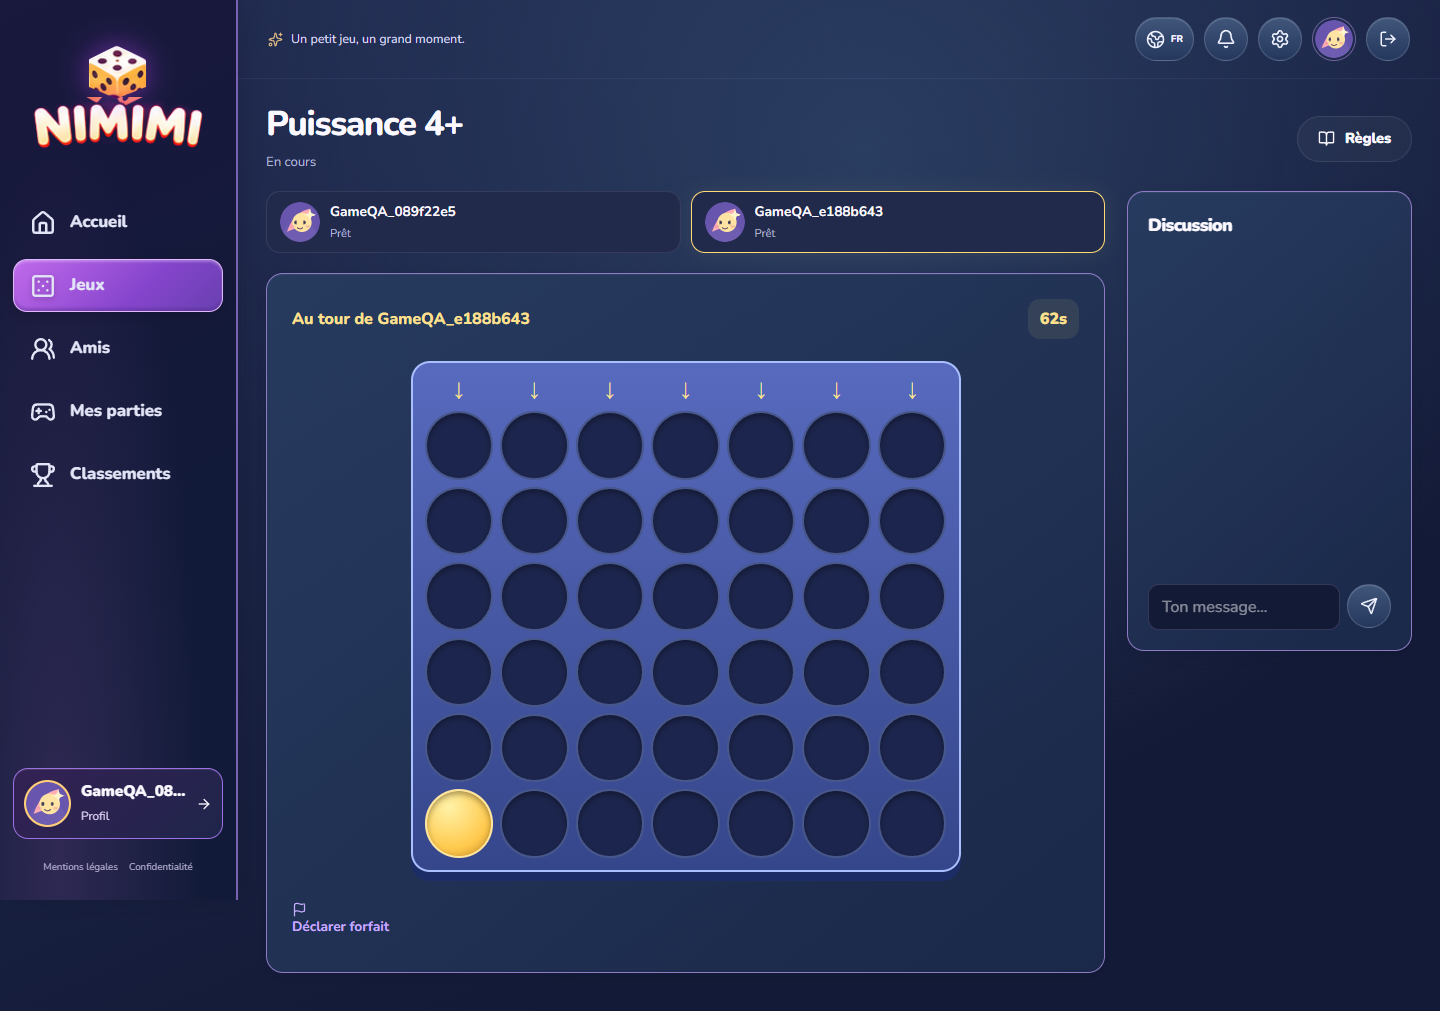 NIMIMI
Un petit jeu, un grand moment.
FR
Accueil
Jeux
Amis
Mes parties
Classements
GameQA_08...
Profil
Mentions légales Confidentialité
Puissance 4+
En cours
Règles
GameQA_089f22e5
Prêt
GameQA_e188b643
Prêt
Au tour de GameQA_e188b643
62s
↓ ↓ ↓ ↓ ↓ ↓ ↓
Déclarer forfait
Discussion
Ton message...